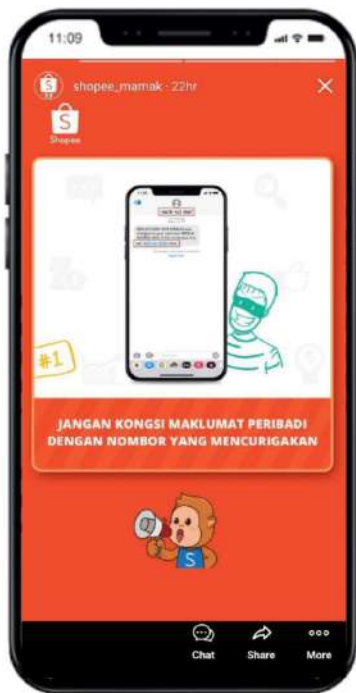 11:09
shopee_mamak · 22hr
S
Shopee
#1
JANGAN KONGSI MAKLUMAT PERIBADI
DENGAN NOMBOR YANG MENCURIGAKAN
S
Chat Share More